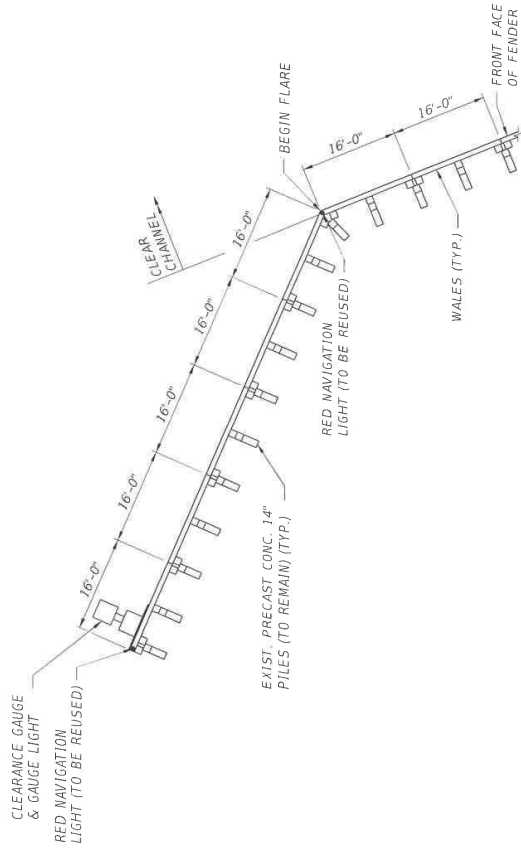 CLEARANCE GAUGE
& GAUGE LIGHT
RED NAVIGATION
LIGHT (TO BE REUSED)
16'-0"
16'-0"
16'-0"
16'-0"
16'-0"
CLEAR
CHANNEL
BEGIN FLARE
16'-0"
16'-0"
FRONT FACE
OF FENDER
WALES (TYP.)
RED NAVIGATION
LIGHT (TO BE REUSED)
EXIST. PRECAST CONC. 14"
PILES (TO REMAIN) (TYP.)